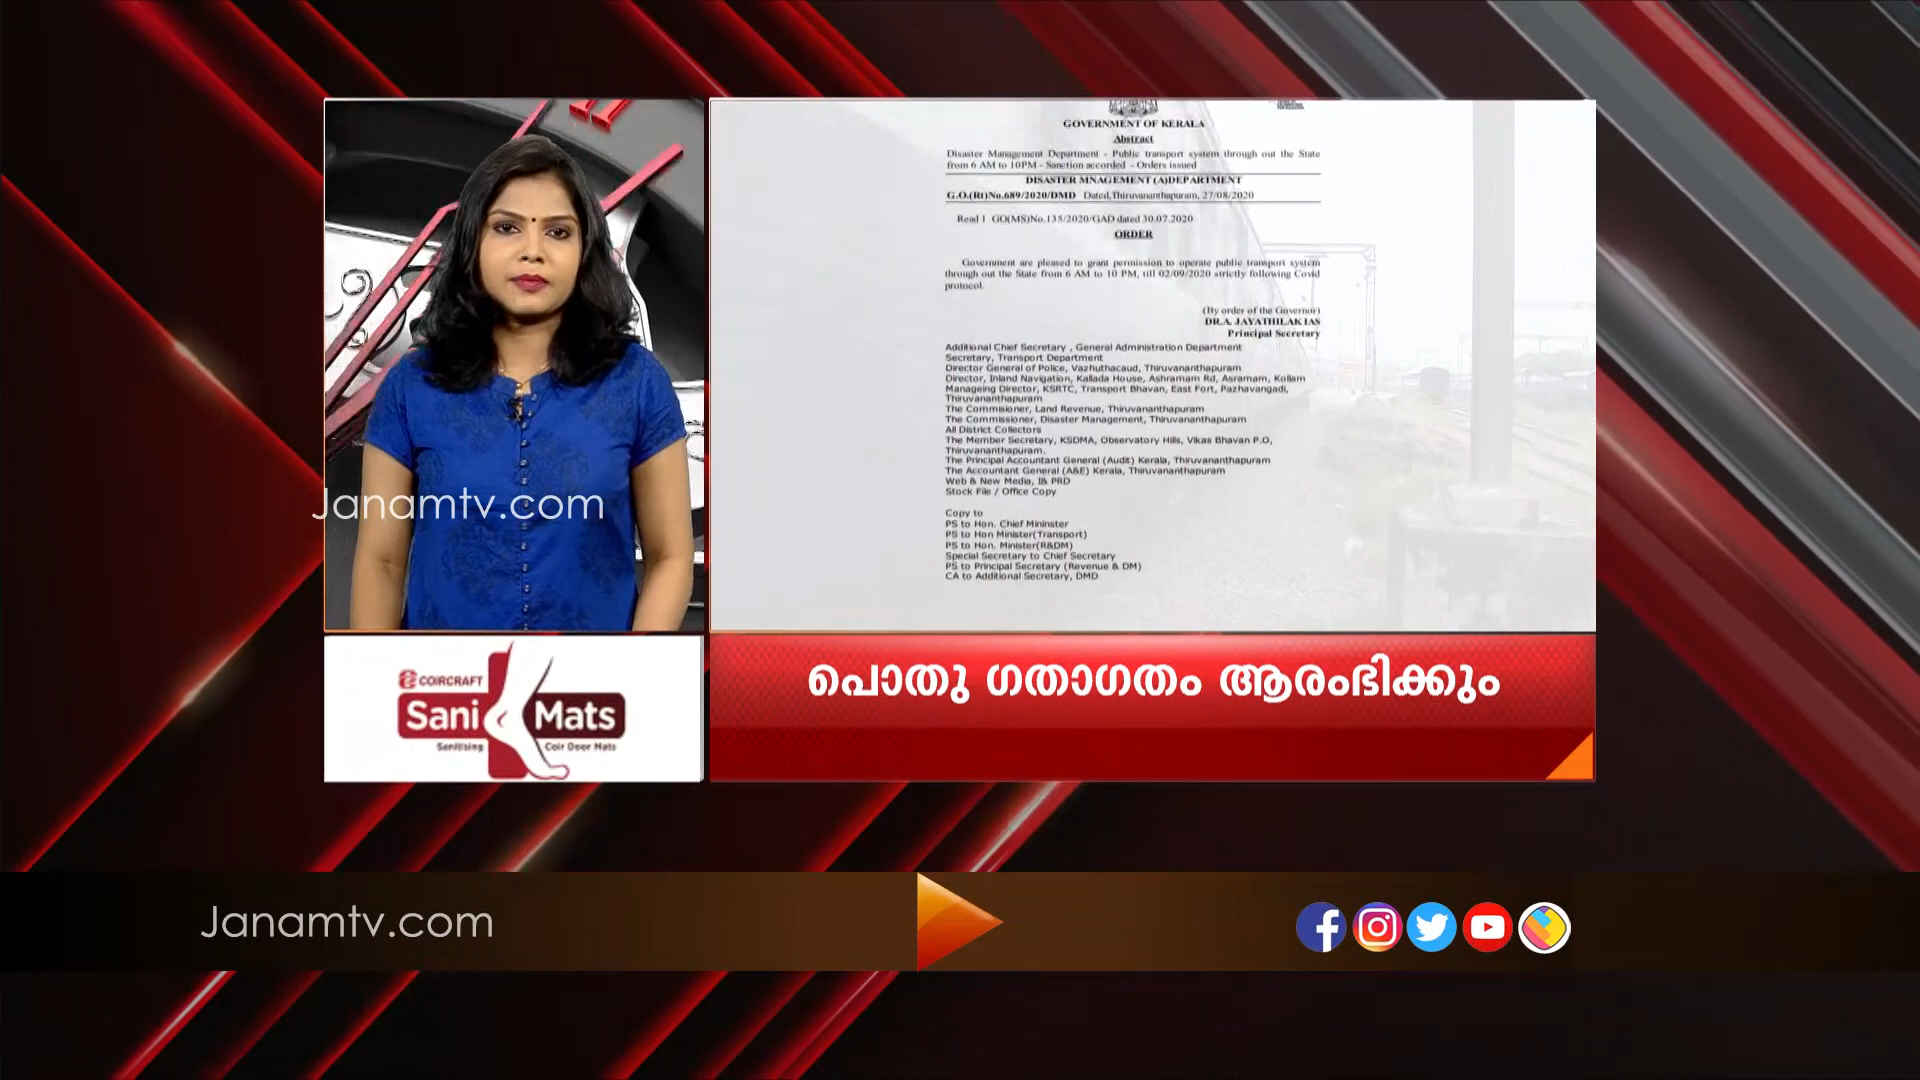 GOVERNMENT OF KERALA
Abstract
Disaster Management Department - Public transport system through out the State
from 6 AM to 10PM - Sanction accorded - Orders issued
DISASTER MNAGEMENT (A)DEPARTMENT
G.O.(Rt)No.689/2020/DMD Dated,Thiruvananthapuram, 27/08/2020
Read 1 GO(MS)No.135/2020/GAD dated 30.07.2020
ORDER
Government are pleased to grant permission to operate public transport system
through out the State from 6 AM to 10 PM, till 02/09/2020 strictly following Covid
protocol.
(By order of the Governor)
DR.A. JAYATHILAK IAS
Principal Secretary
Additional Chief Secretary , General Administration Department
Secretary, Transport Department
Director General of Police, Vazhuthacaud, Thiruvananthapuram
Director, Inland Navigation, Kallada House, Ashramam Rd, Asramam, Kollam
Manageing Director, KSRTC, Transport Bhavan, East Fort, Pazhavangadi,
Thiruvananthapuram
The Commisioner, Land Revenue, Thiruvananthapuram
The Commissioner, Disaster Management, Thiruvananthapuram
All District Collectors
The Member Secretary, KSDMA, Observatory Hills, Vikas Bhavan P.O,
Thiruvananthapuram.
The Principal Accountant General (Audit) Kerala, Thiruvananthapuram
The Accountant General (A&E) Kerala, Thiruvananthapuram
Web & New Media, I& PRD
Stock File / Office Copy
Copy to
PS to Hon. Chief Mininster
PS to Hon Minister(Transport)
PS to Hon. Minister(R&DM)
Special Secretary to Chief Secretary
PS to Principal Secretary (Revenue & DM)
CA to Additional Secretary, DMD
Janamtv.com
COIRCRAFT
Sani Mats
Sanitising Coir Door Mats
പൊതു ഗതാഗതം ആരംഭിക്കും
Janamtv.com